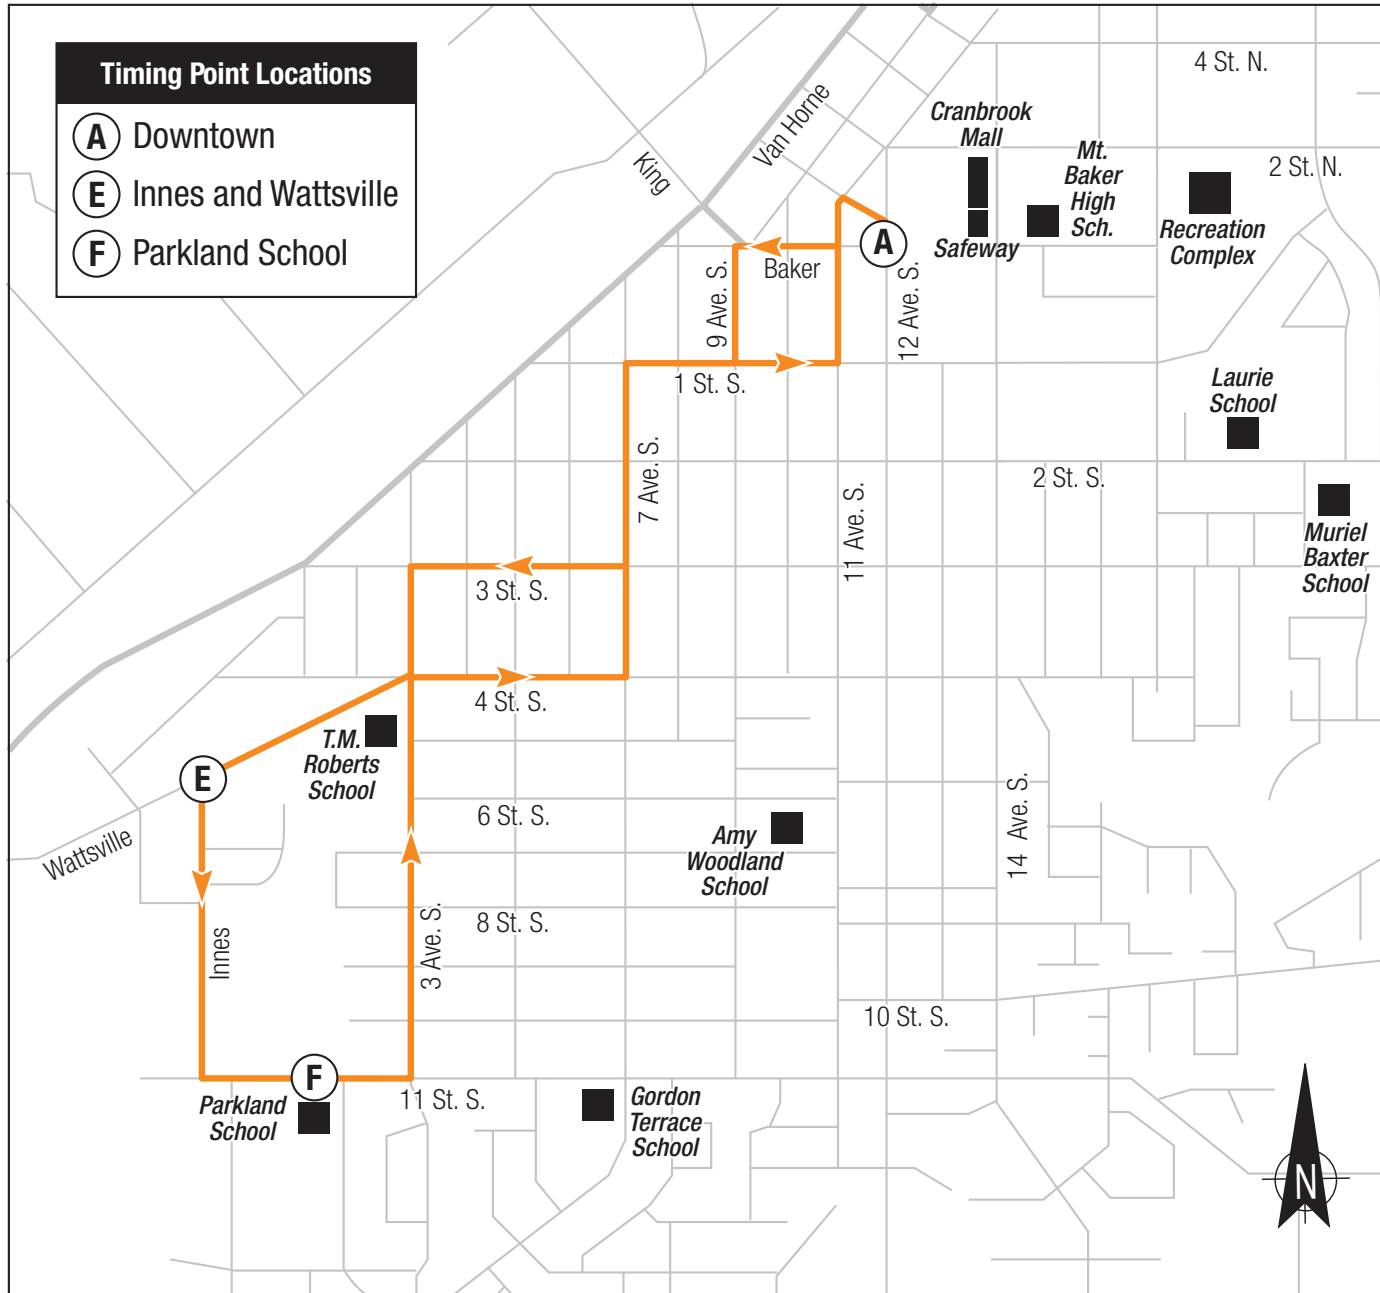 Timing Point Locations
A Downtown
E Innes and Wattsville
F Parkland School
4 St. N.
Cranbrook
Mall
Van Horne
King
Mt.
Baker
High
Sch.
2 St. N.
Safeway
Recreation
Complex
A
Baker
9 Ave. S.
12 Ave. S.
1 St. S.
Laurie
School
7 Ave. S.
2 St. S.
11 Ave. S.
Muriel
Baxter
School
3 St. S.
4 St. S.
T.M.
Roberts
School
E
14 Ave. S.
6 St. S.
Wattsville
Amy
Woodland
School
8 St. S.
3 Ave. S.
Innes
10 St. S.
F
Parkland
School
11 St. S.
Gordon
Terrace
School
N